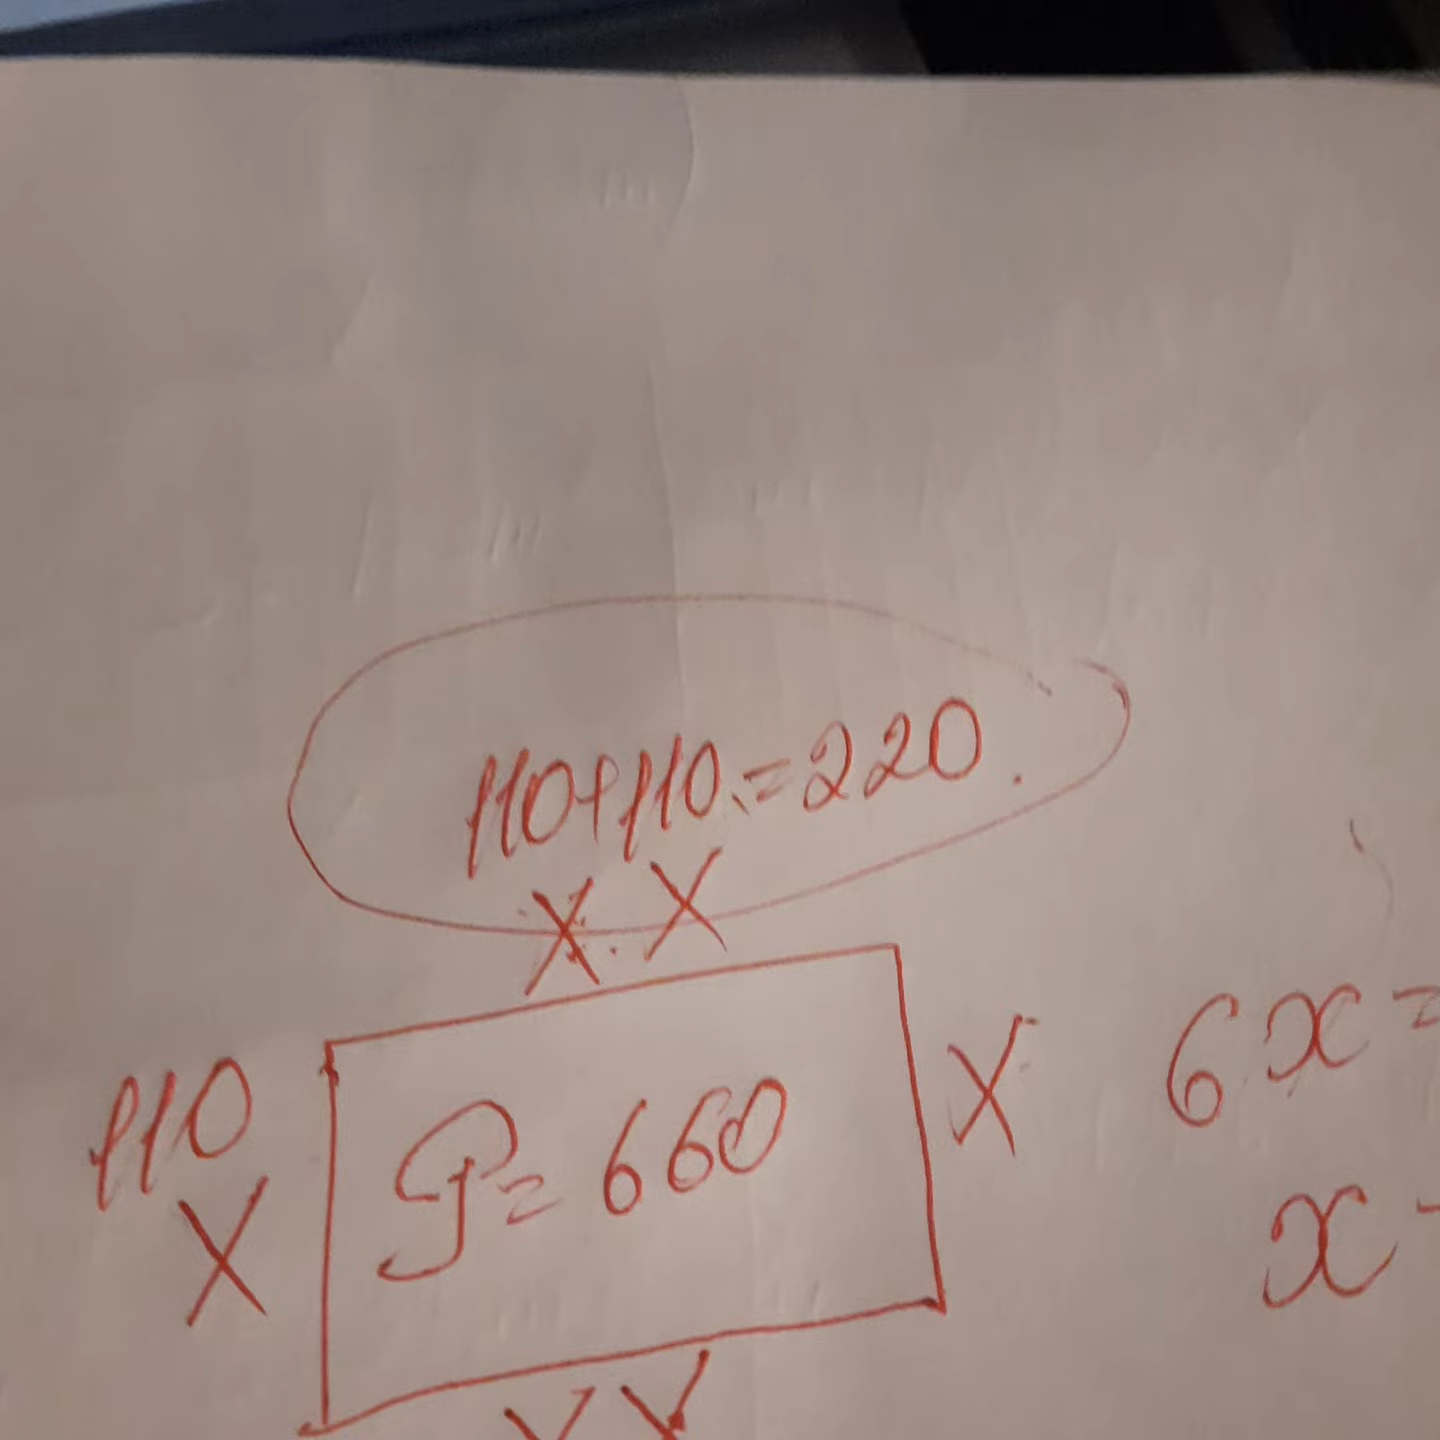 110+110.=220.
X X
110
X
P=660
X
6x=
x-
X X